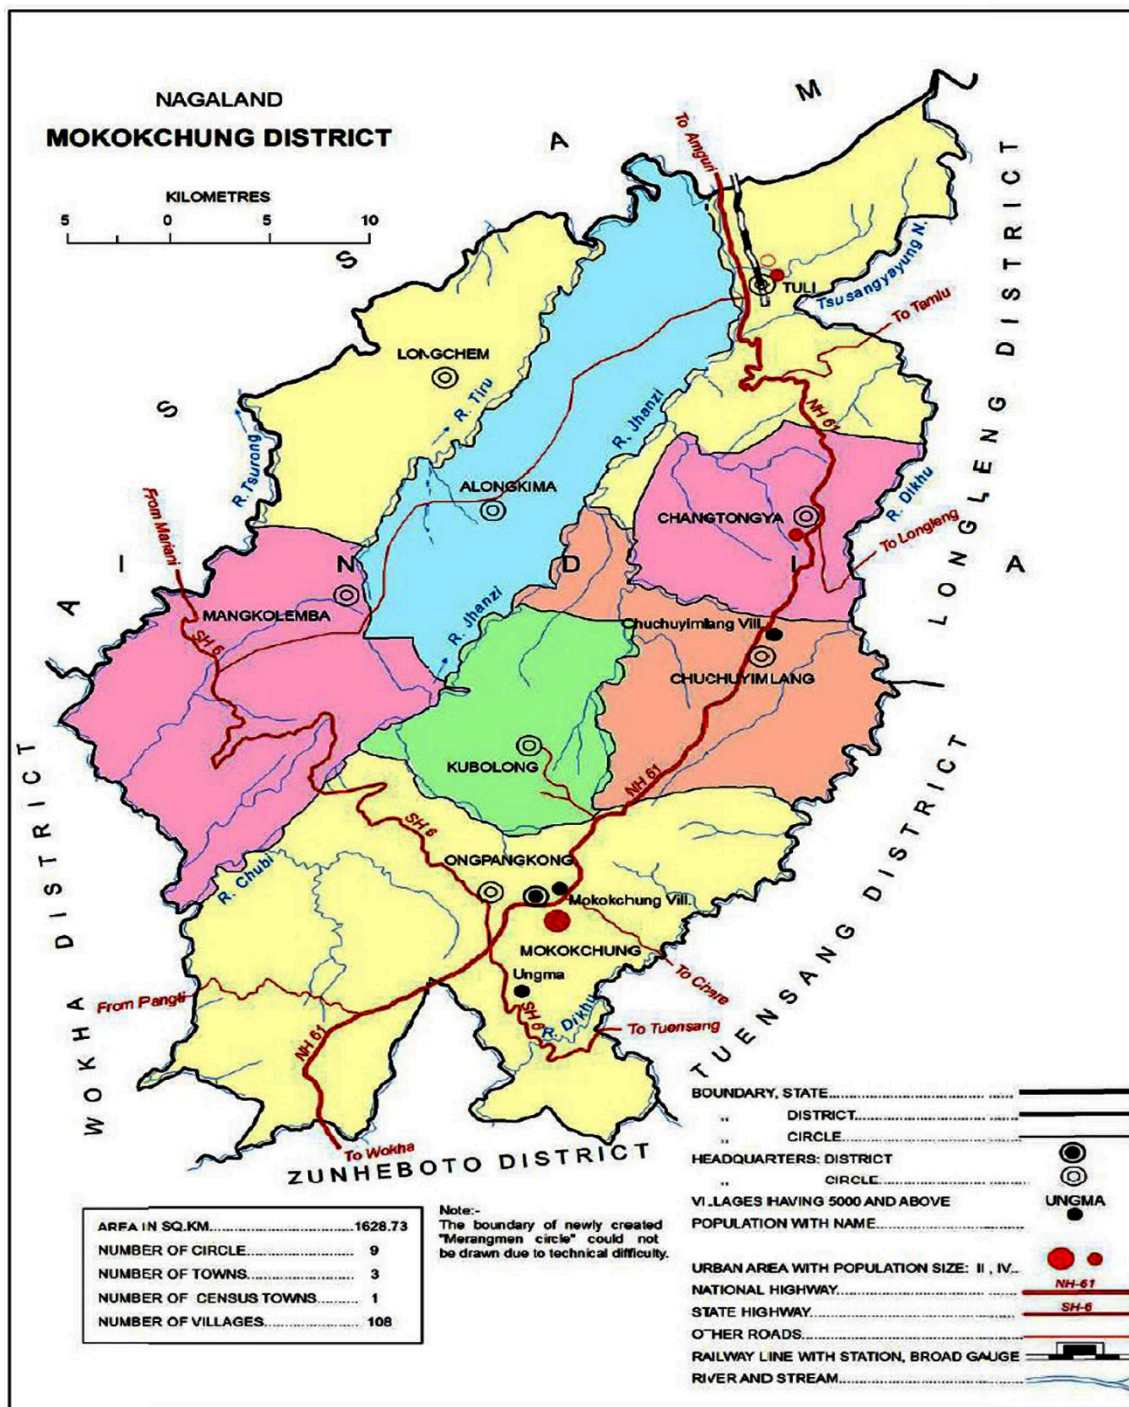 NAGALAND
MOKOKCHUNG DISTRICT
KILOMETRES
5 0 5 10
A S S A M
I N D I A
To Amguri
TULI
Tsusangyayung N.
To Tamlu
LONGLENG DISTRICT
LONGCHEM
R. Tiru
R. Jhanzi
NH 61
R. Tsurong
From Mariani
ALONGKIMA
CHANGTONGYA
R. Dikhu
To Longleng
MANGKOLEMBA
SH 6
R. Jhanzi
Chuchuyimlang Vill.
CHUCHUYIMLANG
KUBOLONG
NH 61
SH 6
ONGPANGKONG
R. Chubi
Mokokchung Vill.
MOKOKCHUNG
Ungma
To Chare
From Pangti
SH 6
R. Dikhu
To Tuensang
NH 61
To Wokha
WOKHA DISTRICT
TUENSANG DISTRICT
ZUNHEBOTO DISTRICT
AREA IN SQ.KM. 1628.73
NUMBER OF CIRCLE 9
NUMBER OF TOWNS 3
NUMBER OF CENSUS TOWNS 1
NUMBER OF VILLAGES 108
Note:-
The boundary of newly created
"Merangmen circle" could not
be drawn due to technical difficulty.
BOUNDARY, STATE
,, DISTRICT
,, CIRCLE
HEADQUARTERS: DISTRICT
,, CIRCLE
VILLAGES HAVING 5000 AND ABOVE UNGMA
POPULATION WITH NAME
URBAN AREA WITH POPULATION SIZE: II , IV
NATIONAL HIGHWAY NH-61
STATE HIGHWAY SH-6
OTHER ROADS
RAILWAY LINE WITH STATION, BROAD GAUGE
RIVER AND STREAM